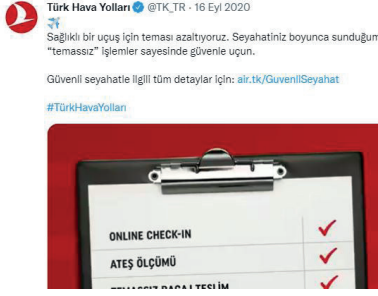 Türk Hava Yolları @TK_TR · 16 Eyl 2020
Sağlıklı bir uçuş için teması azaltıyoruz. Seyahatiniz boyunca
"temassız" işlemler sayesinde güvenle uçun.
Güvenli seyahatle ilgili tüm detaylar için: air.tk/GuvenliSeyahat
#TürkHavaYolları
ONLINE CHECK-IN
ATEŞ ÖLÇÜMÜ